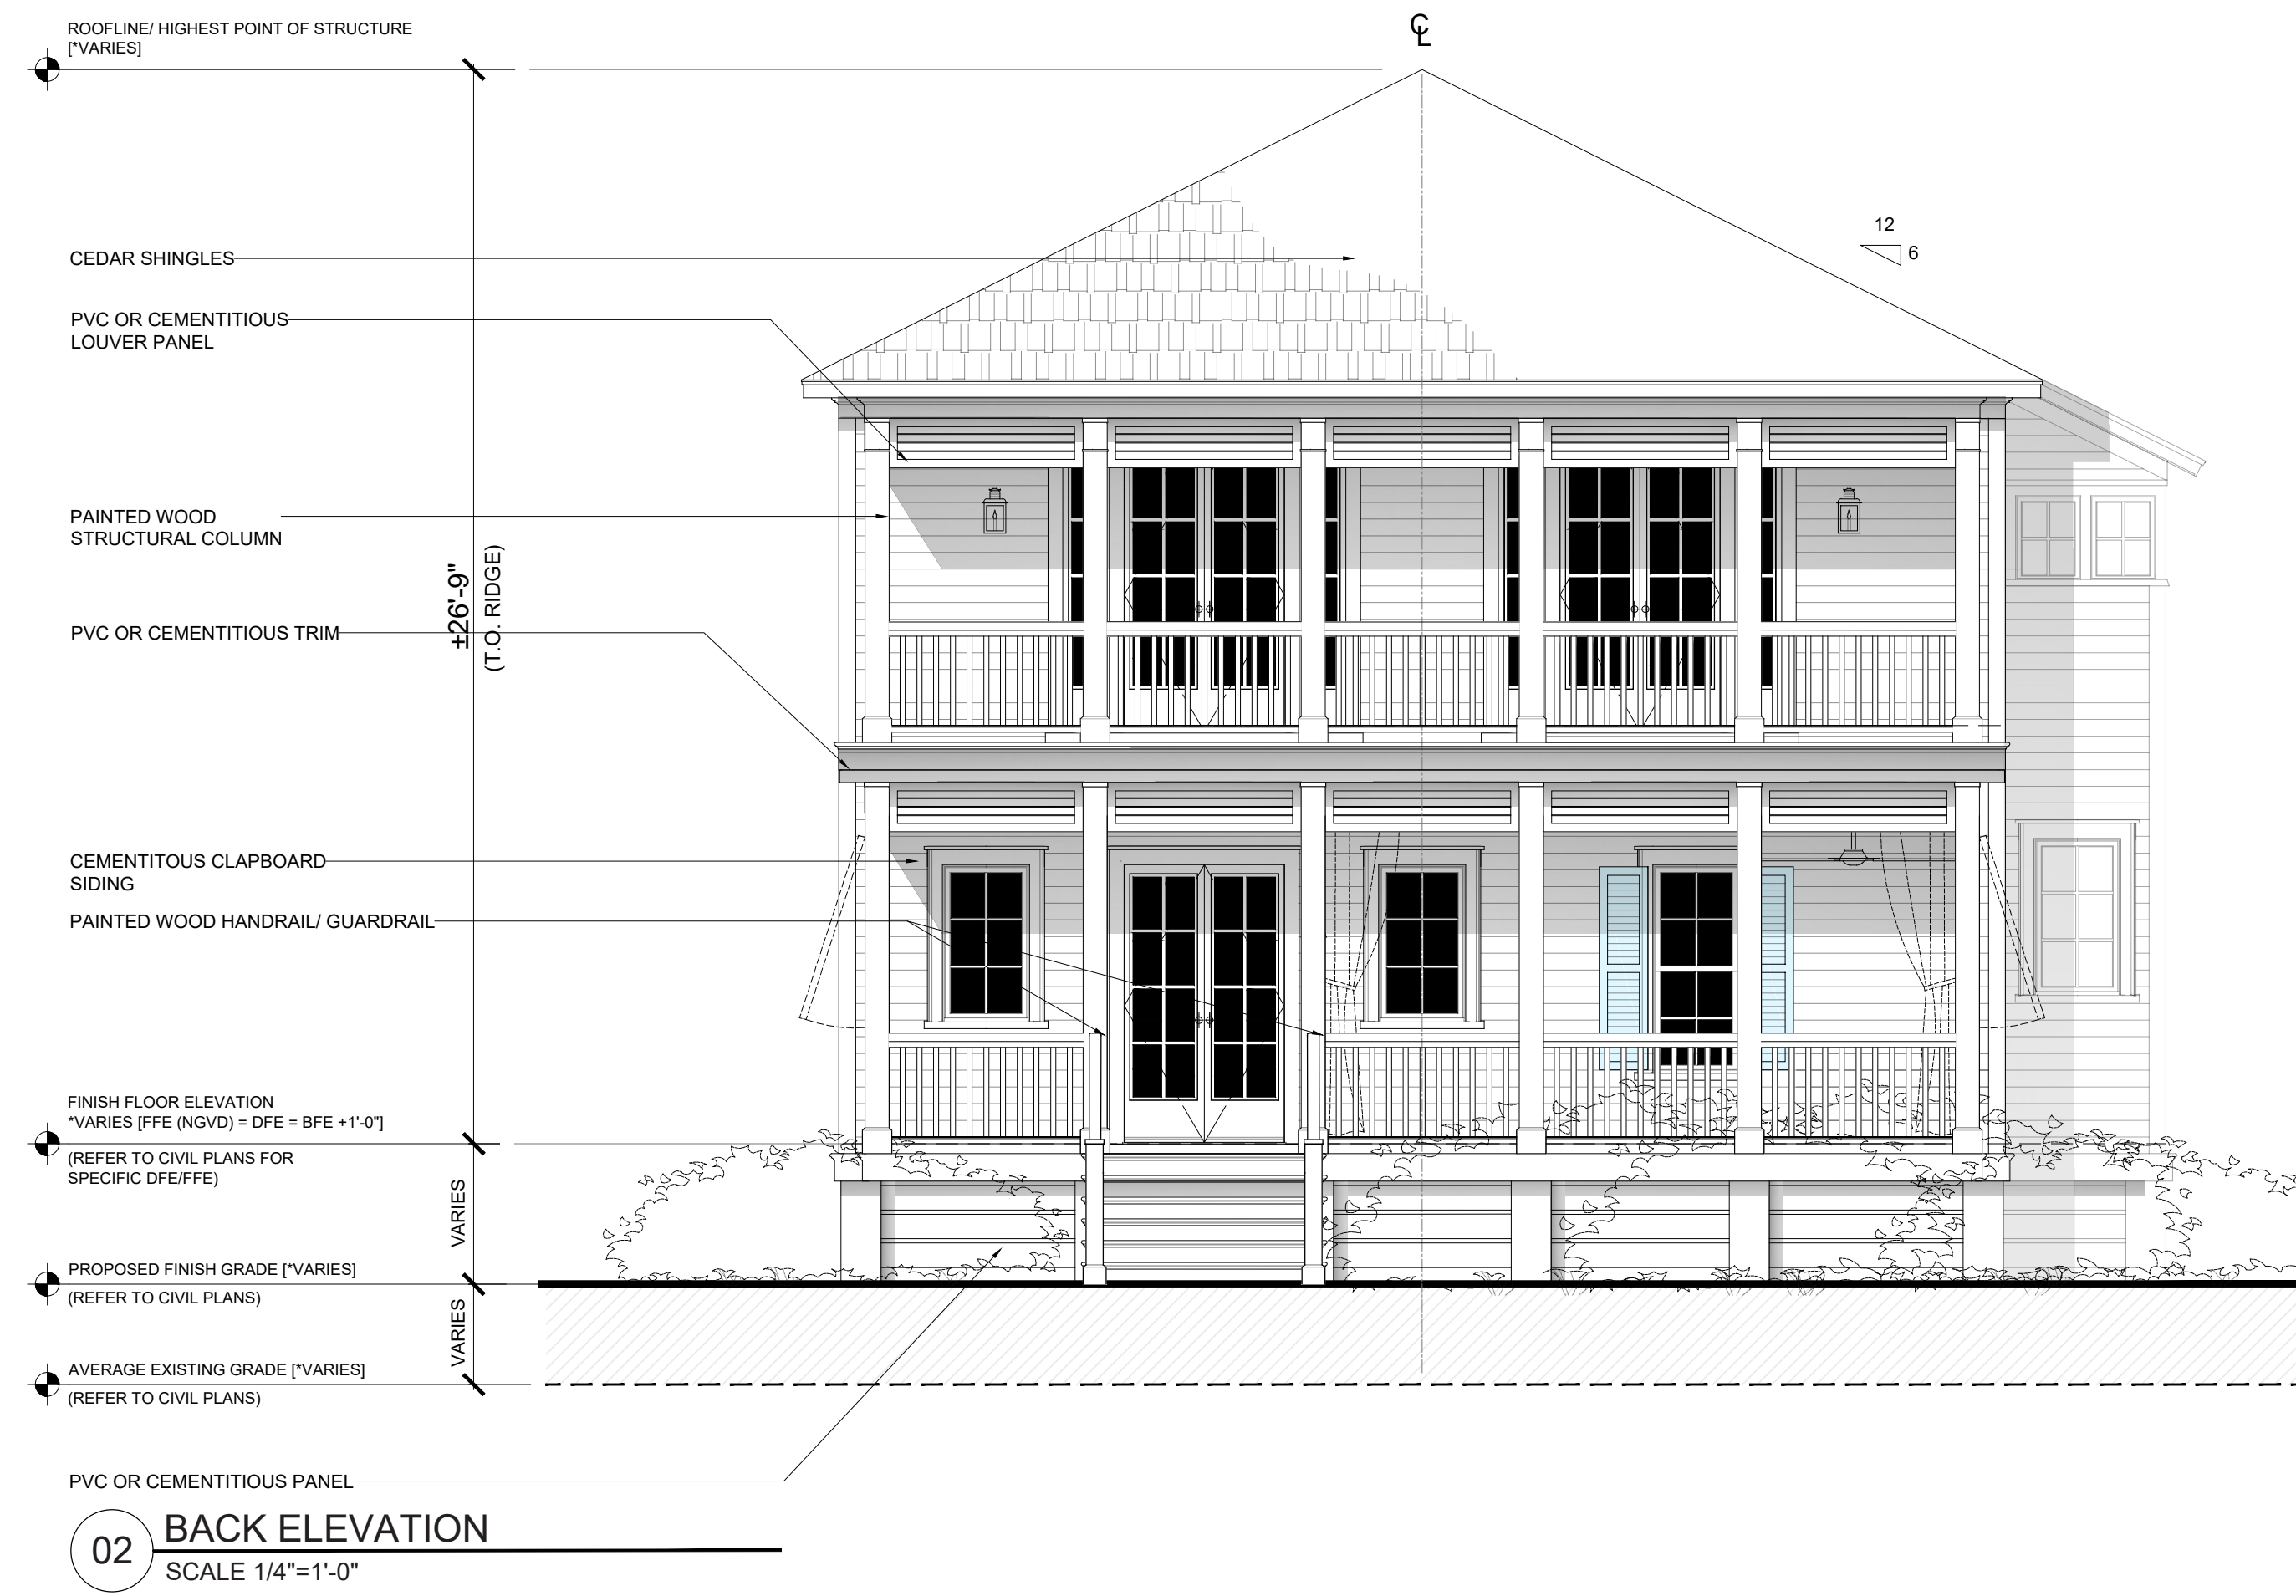 ROOFLINE/ HIGHEST POINT OF STRUCTURE
[*VARIES]
CL
12
6
CEDAR SHINGLES
PVC OR CEMENTITIOUS
LOUVER PANEL
PAINTED WOOD
STRUCTURAL COLUMN
±26'-9"
(T.O. RIDGE)
PVC OR CEMENTITIOUS TRIM
CEMENTITOUS CLAPBOARD
SIDING
PAINTED WOOD HANDRAIL/ GUARDRAIL
FINISH FLOOR ELEVATION
*VARIES [FFE (NGVD) = DFE = BFE +1'-0"]
(REFER TO CIVIL PLANS FOR
SPECIFIC DFE/FFE)
VARIES
PROPOSED FINISH GRADE [*VARIES]
(REFER TO CIVIL PLANS)
VARIES
AVERAGE EXISTING GRADE [*VARIES]
(REFER TO CIVIL PLANS)
PVC OR CEMENTITIOUS PANEL
02
BACK ELEVATION
SCALE 1/4"=1'-0"